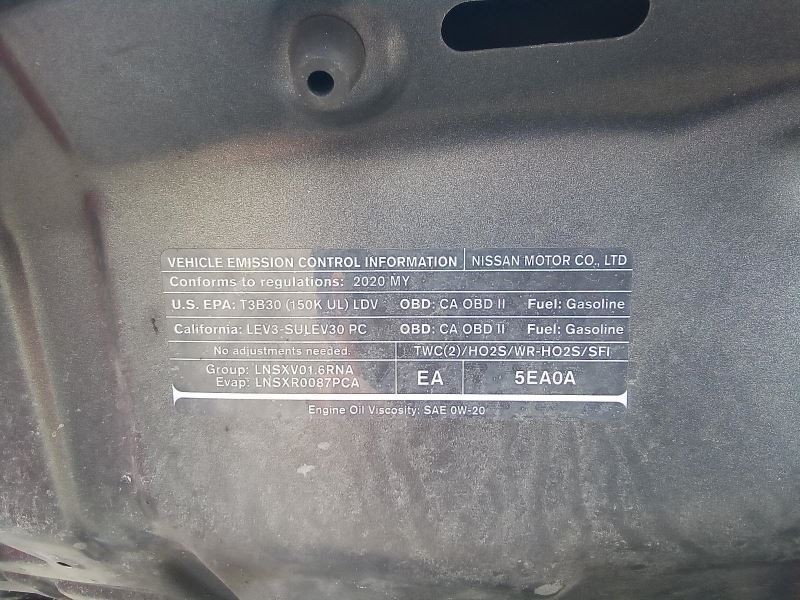 VEHICLE EMISSION CONTROL INFORMATION NISSAN MOTOR CO., LTD
Conforms to regulations: 2020 MY
U.S. EPA: T3B30 (150K UL) LDV OBD: CA OBD II Fuel: Gasoline
California: LEV3-SULEV30 PC OBD: CA OBD II Fuel: Gasoline
No adjustments needed. TWC(2)/HO2S/WR-HO2S/SFI
Group: LNSXV01.6RNA
Evap: LNSXR0087PCA
EA 5EA0A
Engine Oil Viscosity: SAE 0W-20